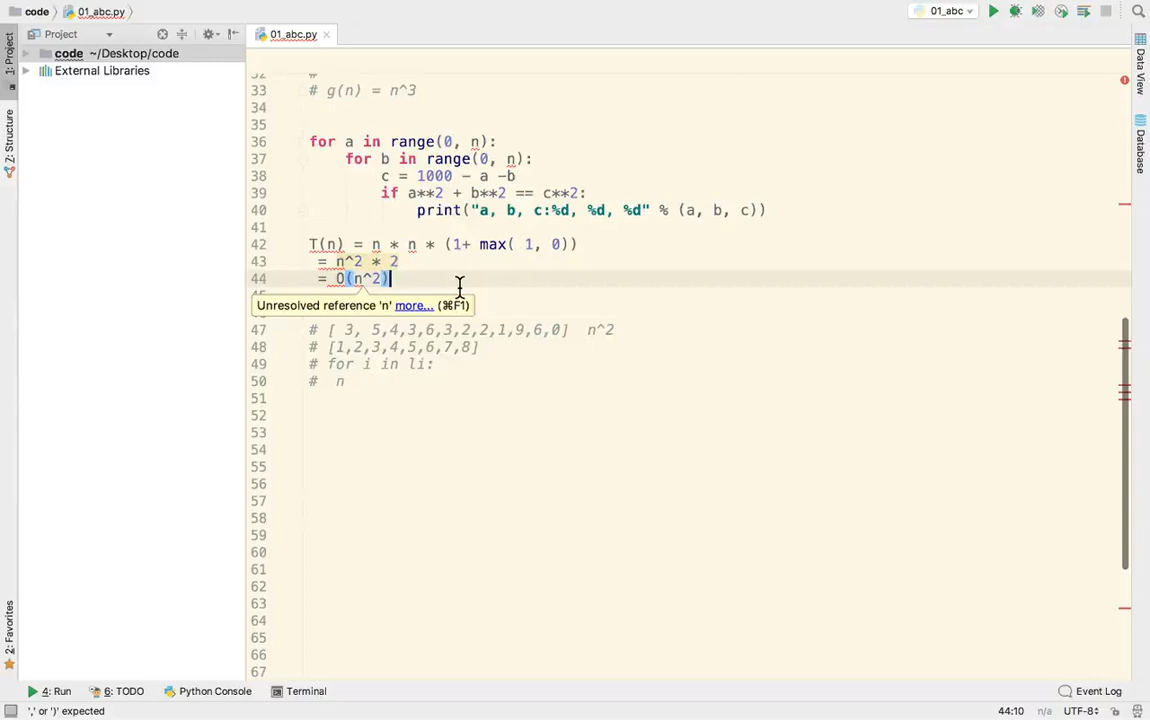 code 01_abc.py 01_abc
Project 01_abc.py
1: Project
code ~/Desktop/code
External Libraries
Z: Structure
2: Favorites
Data View
Database
32 #
33 # g(n) = n^3
34
35
36 for a in range(0, n):
37 for b in range(0, n):
38 c = 1000 - a -b
39 if a**2 + b**2 == c**2:
40 print("a, b, c:%d, %d, %d" % (a, b, c))
41
42 T(n) = n * n * (1+ max( 1, 0))
43 = n^2 * 2
44 = O(n^2)
Unresolved reference 'n' more... (⌘F1)
47 # [ 3, 5,4,3,6,3,2,2,1,9,6,0] n^2
48 # [1,2,3,4,5,6,7,8]
49 # for i in li:
50 # n
51
52
53
54
55
56
57
58
59
60
61
62
63
64
65
66
67
4: Run 6: TODO Python Console Terminal Event Log
',' or ')' expected 44:10 n/a UTF-8